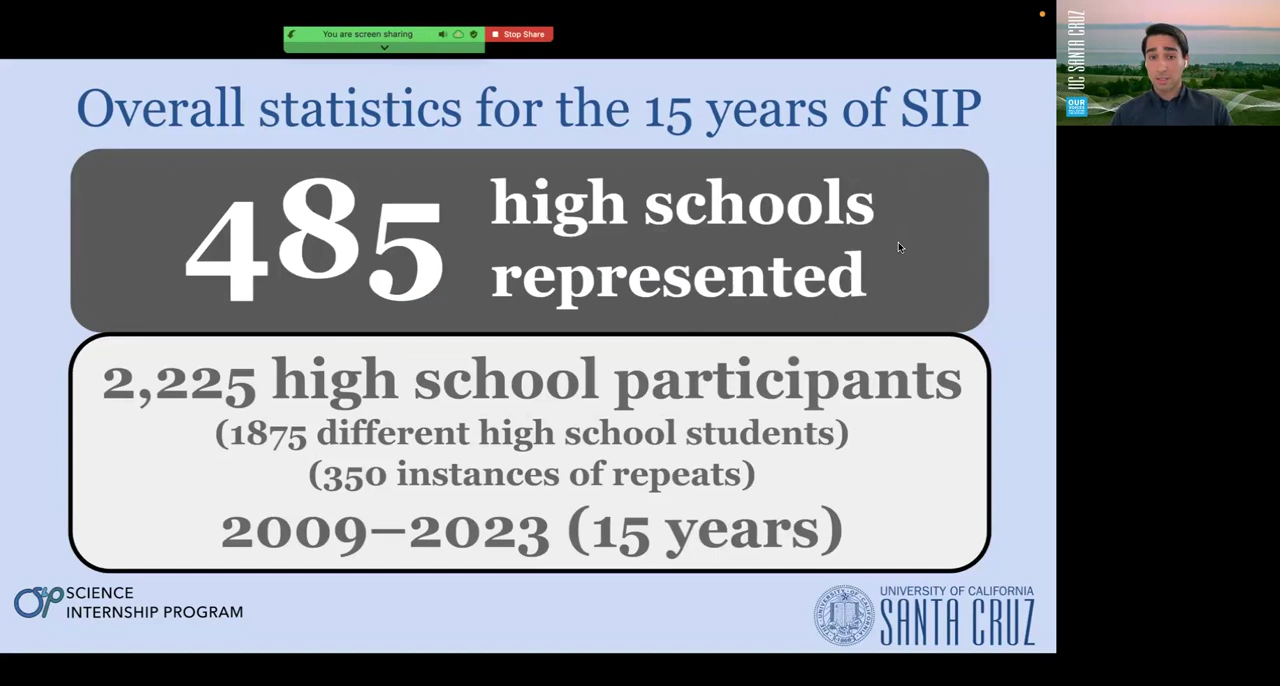 You are screen sharing
Stop Share
UC SANTA CRUZ
OUR
Overall statistics for the 15 years of SIP
485 high schools
represented
2,225 high school participants
(1875 different high school students)
(350 instances of repeats)
2009–2023 (15 years)
SIP SCIENCE
INTERNSHIP PROGRAM
UNIVERSITY OF CALIFORNIA
SANTA CRUZ